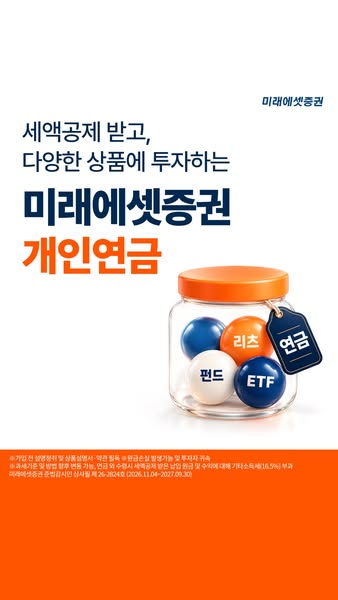 미래에셋증권
세액공제 받고,
다양한 상품에 투자하는
미래에셋증권
개인연금
리츠
연금
펀드
ETF
※가입 전 설명청취 및 상품설명서·약관 필독 ※원금손실 발생가능 및 투자자 귀속
※과세기준 및 방법 향후 변동 가능, 연금 외 수령시 세액공제 받은 납입 원금 및 수익에 대해 기타소득세(16.5%) 부과
미래에셋증권 준법감시인 심사필 제 26-2824호 (2026.11.04~2027.09.30)